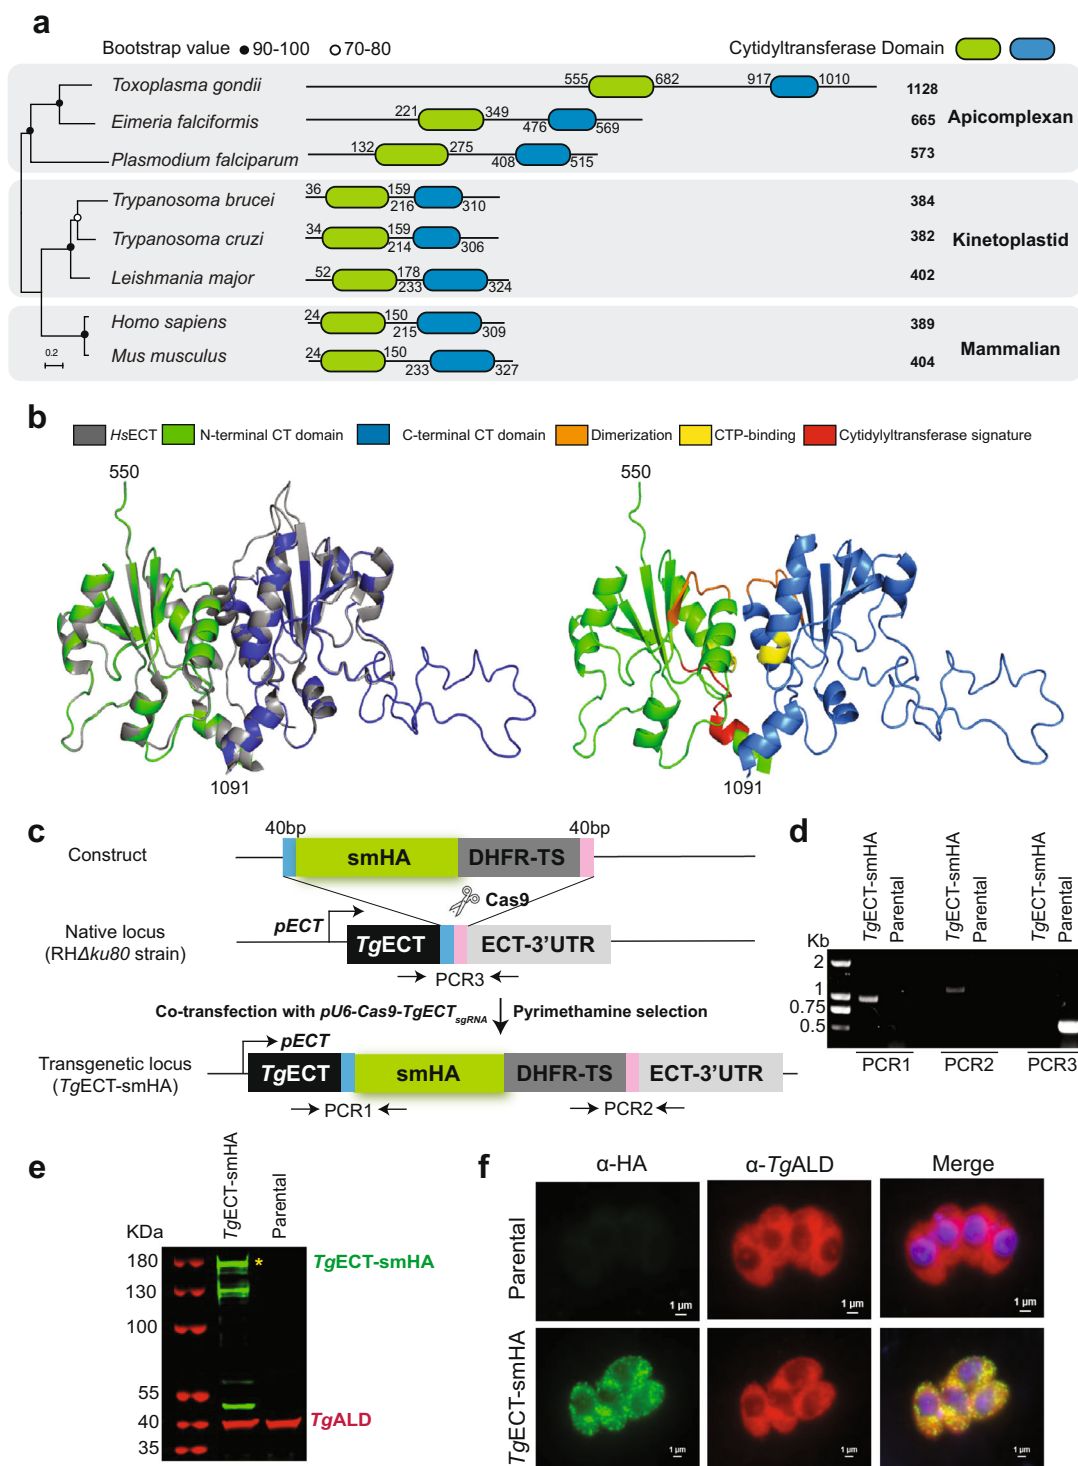 a
Bootstrap value 90-100 70-80 Cytidyltransferase Domain
Toxoplasma gondii 555 682 917 1010 1128
Eimeria falciformis 221 349 476 569 665 Apicomplexan
Plasmodium falciparum 132 275 408 515 573
Trypanosoma brucei 36 159 216 310 384
Trypanosoma cruzi 34 159 214 306 382 Kinetoplastid
Leishmania major 52 178 233 324 402
Homo sapiens 24 150 215 309 389
Mus musculus 24 150 233 327 404 Mammalian
0.2
b
HsECT N-terminal CT domain C-terminal CT domain Dimerization CTP-binding Cytidylyltransferase signature
550 550
1091 1091
c
40bp 40bp
Construct smHA DHFR-TS
Cas9
Native locus
(RHΔku80 strain)
pECT
TgECT ECT-3'UTR
PCR3
Co-transfection with pU6-Cas9-TgECTsgRNA Pyrimethamine selection
Transgenetic locus
(TgECT-smHA)
pECT
TgECT smHA DHFR-TS ECT-3'UTR
PCR1 PCR2
d
TgECT-smHA Parental TgECT-smHA Parental TgECT-smHA Parental
Kb
2
1
0.75
0.5
PCR1 PCR2 PCR3
e
TgECT-smHA Parental
KDa
180 * TgECT-smHA
130
100
55
40 TgALD
35
f
α-HA α-TgALD Merge
Parental
1 μm 1 μm 1 μm
TgECT-smHA
1 μm 1 μm 1 μm